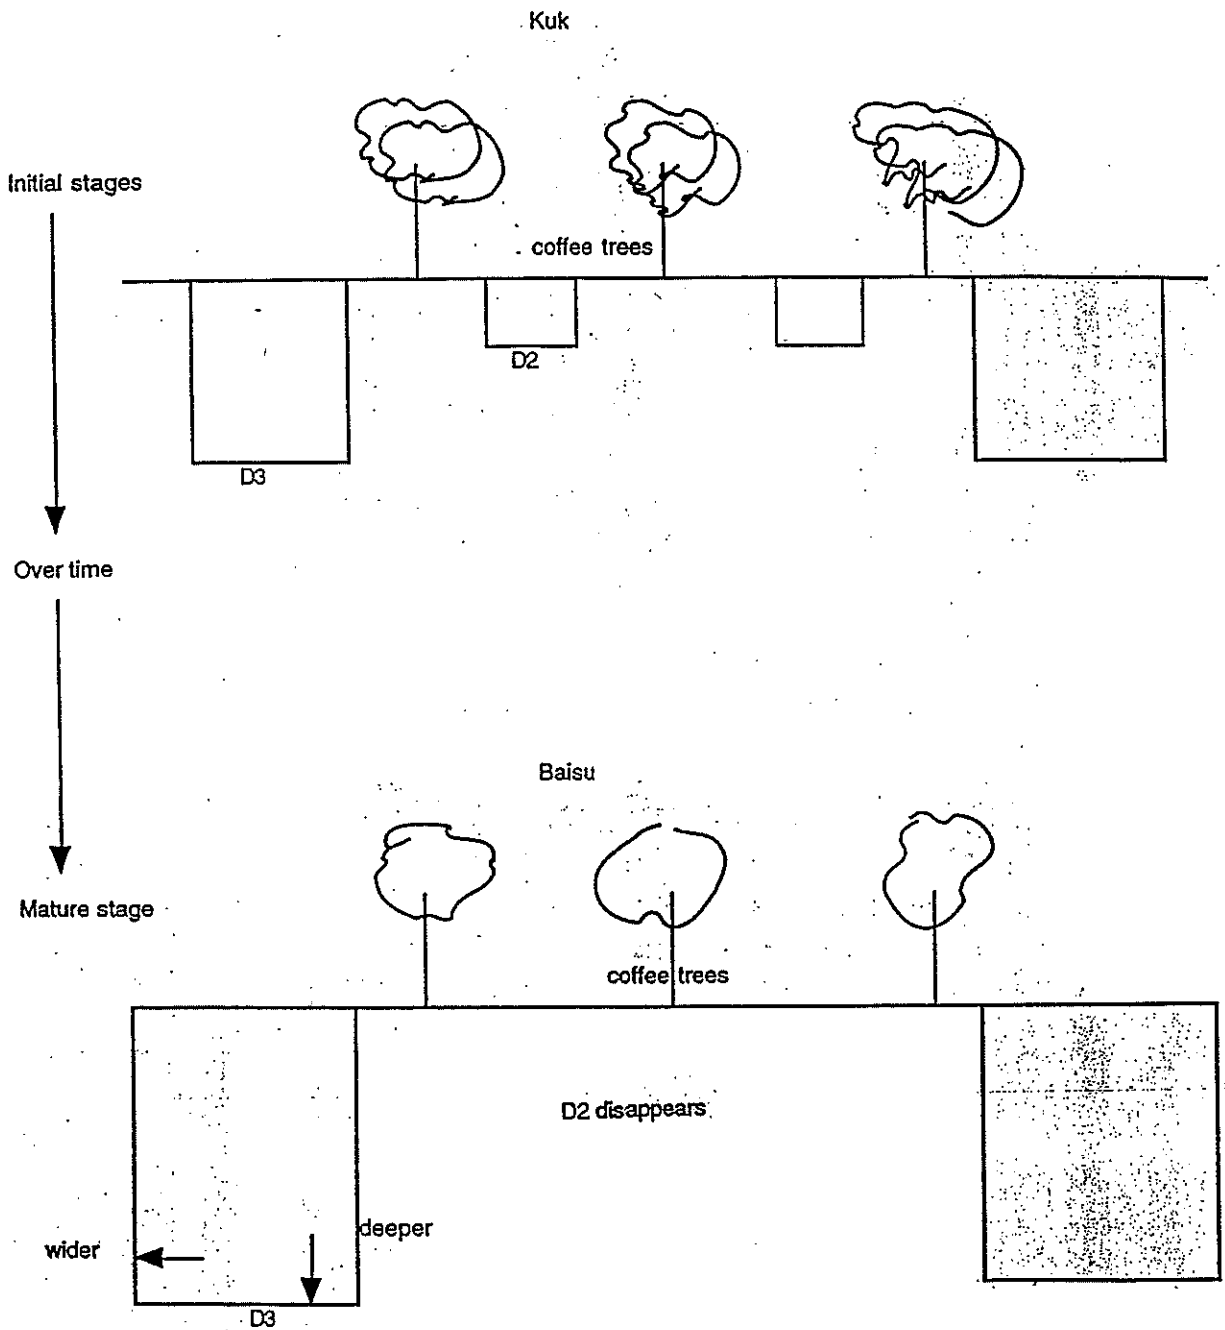 Kuk
Initial stages
coffee trees
D2
D3
Over time
Baisu
Mature stage
coffee trees
D2 disappears
deeper
wider
D3